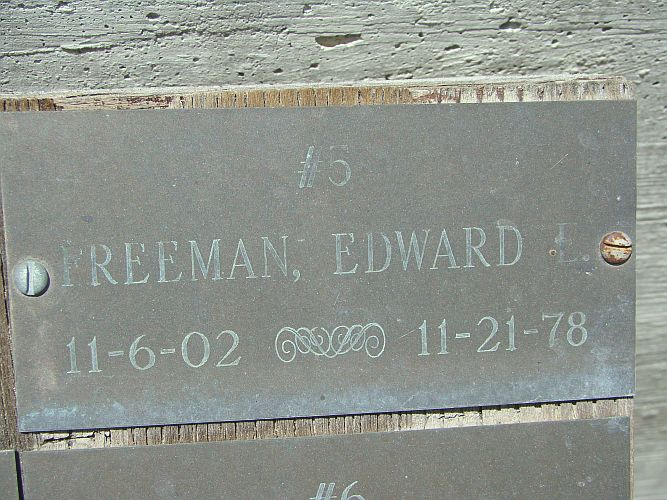 #5
FREEMAN, EDWARD E.
11-6-02 11-21-78
#6